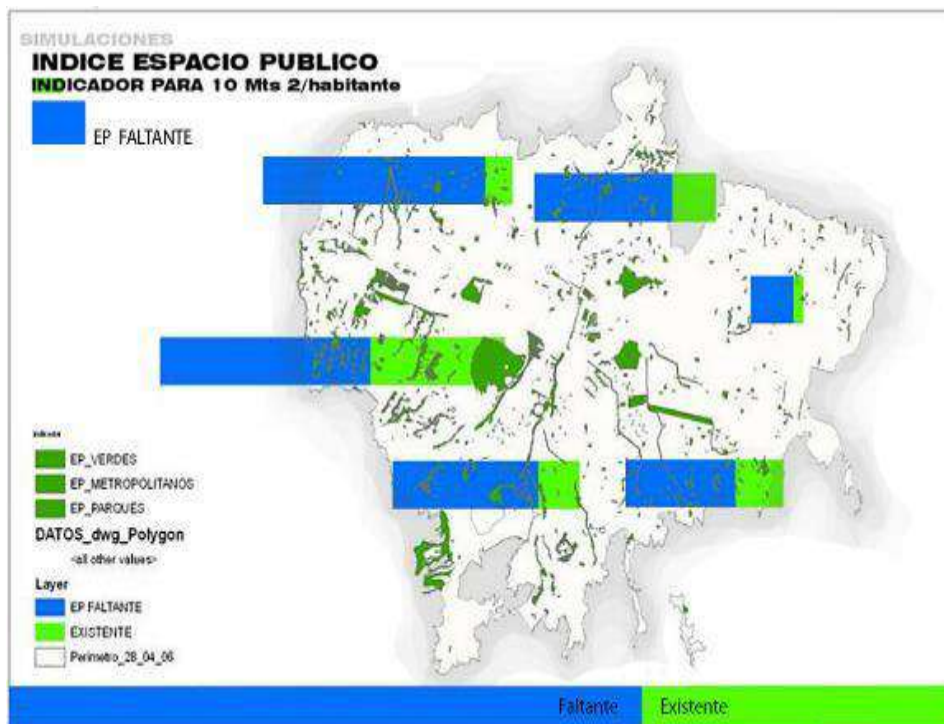 SIMULACIONES
INDICE ESPACIO PUBLICO
INDICADOR PARA 10 Mts 2/habitante
EP FALTANTE
EP_VERDES
EP_METROPOLITANOS
EP_PARQUES
DATOS_dwg_Polygon
<all other values>
Layer
EP FALTANTE
EXISTENTE
Perimetro_28_04_06
Faltante Existente